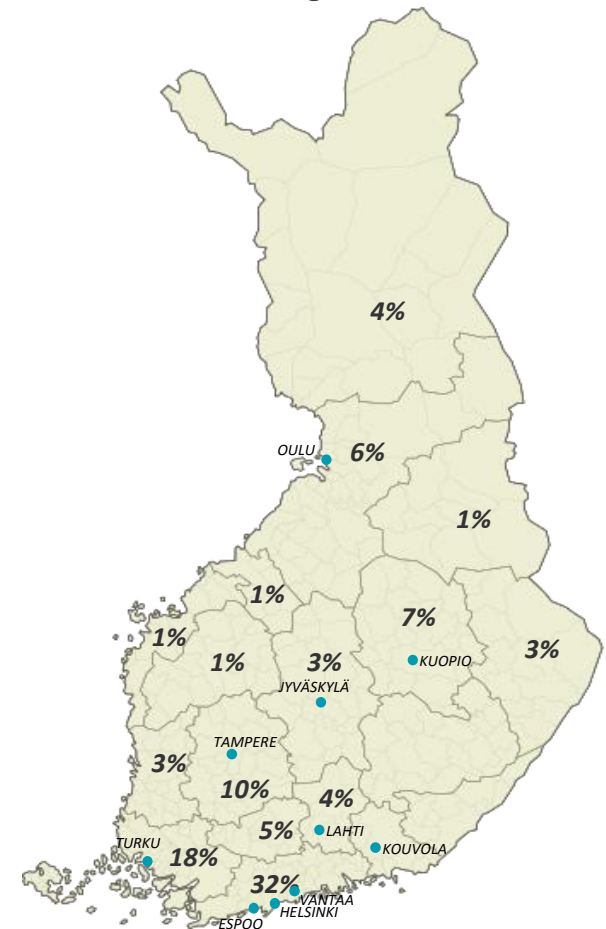 4%
OULU
6%
1%
1%
7%
1%
1%
3%
3%
KUOPIO
JYVÄSKYLÄ
TAMPERE
3%
10%
4%
5%
LAHTI
TURKU
KOUVOLA
18%
32%
VANTAA
HELSINKI
ESPOO